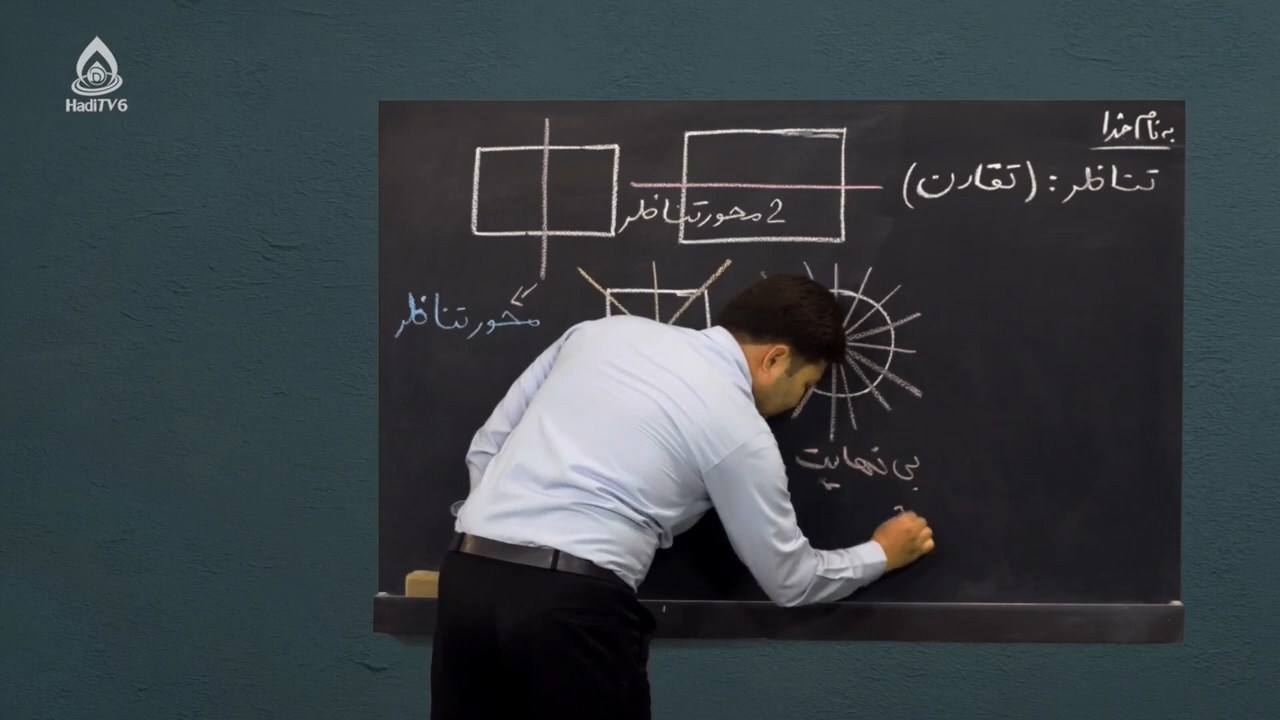 HadiTV6
به نام خدا
تناظر : (تقارن)
2 محور تناظر
محور تناظر
بی نهایت